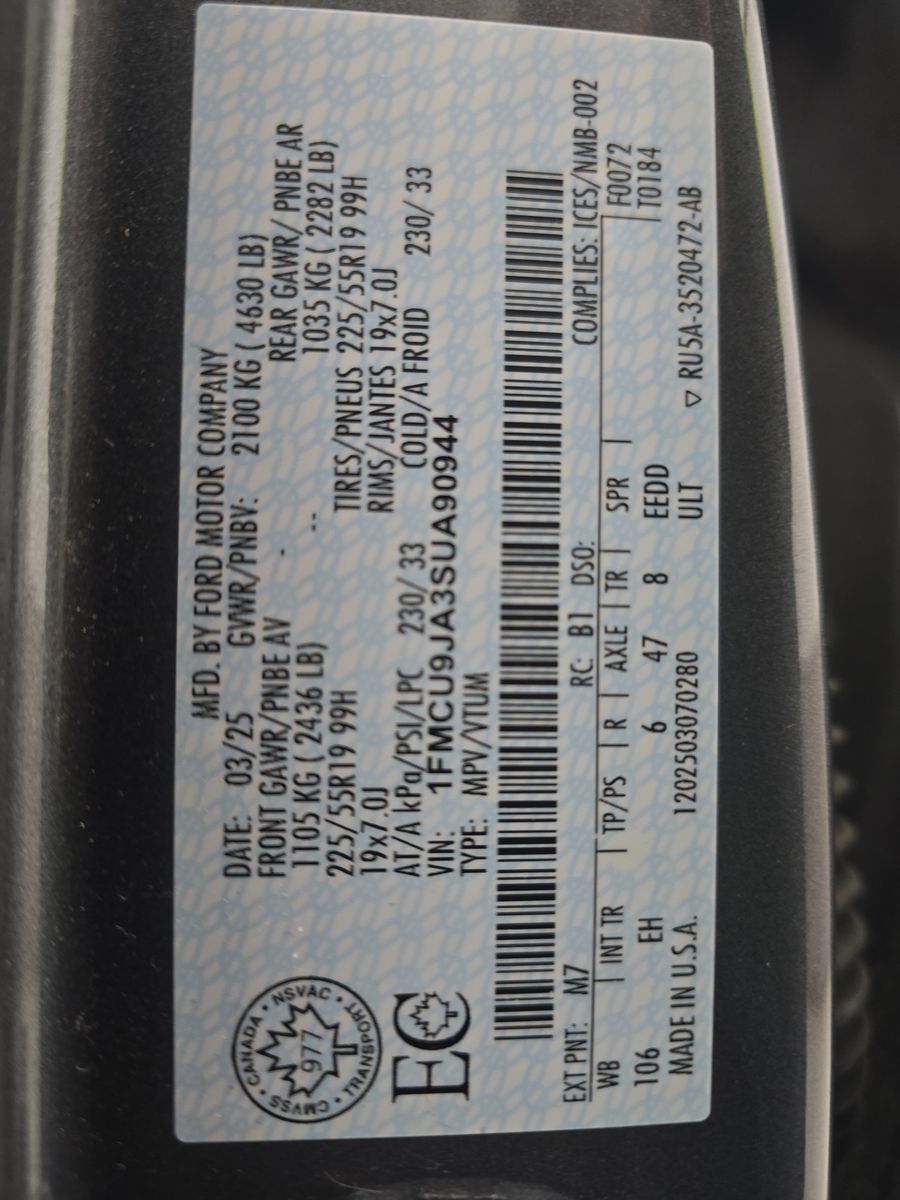 MFD. BY FORD MOTOR COMPANY
DATE: 03/25 GVWR/PNBV: 2100 KG ( 4630 LB)
FRONT GAWR/PNBE AV - REAR GAWR/ PNBE AR
1105 KG ( 2436 LB) -- 1035 KG ( 2282 LB)
225/55R19 99H TIRES/PNEUS 225/55R19 99H
19x7.0J RIMS/JANTES 19x7.0J
AT/A kPa/PSI/LPC 230/ 33 COLD/A FROID 230/ 33
VIN: 1FMCU9JA3SUA90944
TYPE: MPV/VTUM
CANADA • NSVAC • TRANSPORT • CMVSS •
977
EC
EXT PNT: M7 RC: B1 DSO: COMPLIES: ICES/NMB-002
WB | INT TR | TP/PS | R | AXLE | TR | SPR | F0072
106 EH 6 47 8 EEDD T0184
MADE IN U.S.A. 120250307​0280 ULT ▽ RU5A-3520472-AB